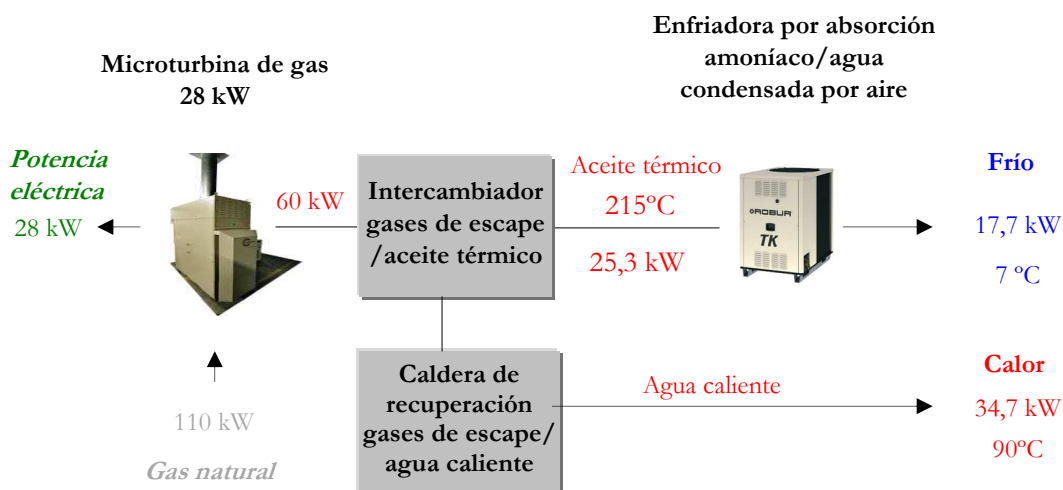 Microturbina de gas
28 kW
Enfriadora por absorción
amoníaco/agua
condensada por aire
Potencia
eléctrica
28 kW
60 kW
Intercambiador
gases de escape
/aceite térmico
Aceite térmico
215ºC
25,3 kW
ROBUR
TK
Frío
17,7 kW
7 ºC
110 kW
Gas natural
Caldera de
recuperación
gases de escape/
agua caliente
Agua caliente
Calor
34,7 kW
90ºC